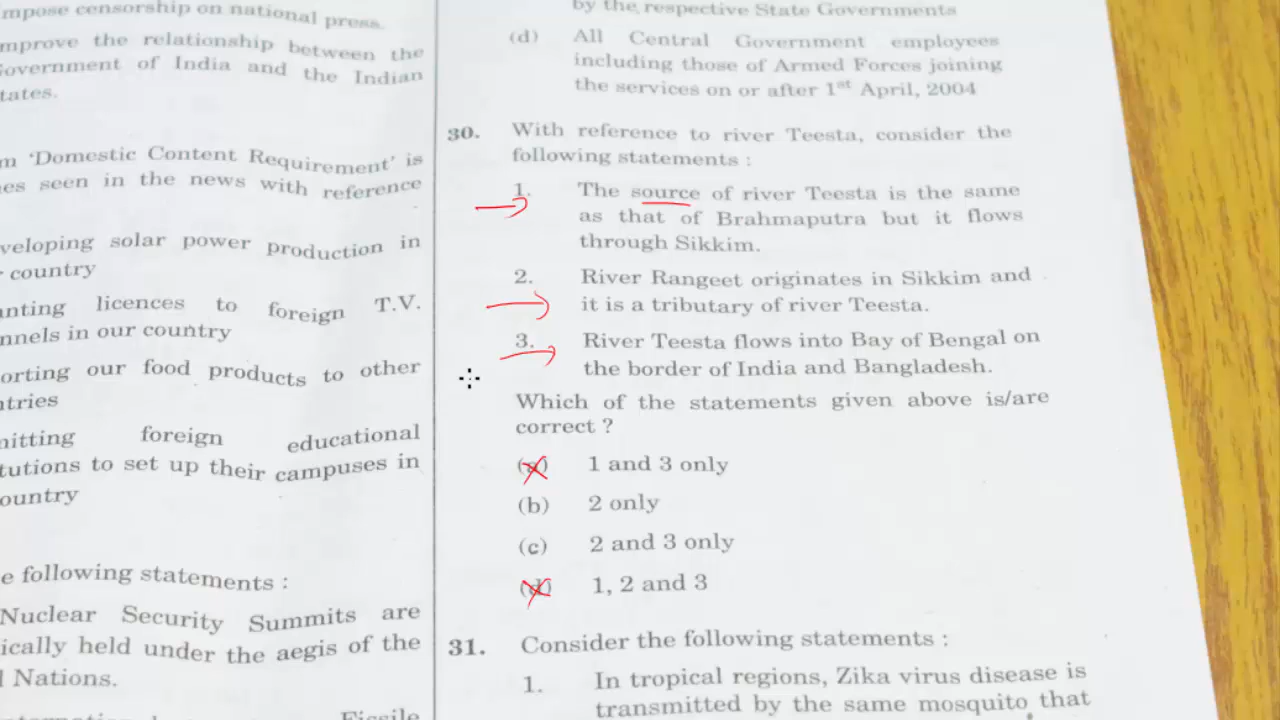 mpose censorship on national press.
mprove the relationship between the
Government of India and the Indian
tates.
m 'Domestic Content Requirement' is
es seen in the news with reference
veloping solar power production in
country
anting licences to foreign T.V.
nnels in our country
orting our food products to other
ntries
nitting foreign educational
tutions to set up their campuses in
ountry
e following statements :
Nuclear Security Summits are
ically held under the aegis of the
Nations.
Fissile
by the respective State Governments
(d) All Central Government employees
including those of Armed Forces joining
the services on or after 1st April, 2004
30. With reference to river Teesta, consider the
following statements :
1. The source of river Teesta is the same
as that of Brahmaputra but it flows
through Sikkim.
2. River Rangeet originates in Sikkim and
it is a tributary of river Teesta.
3. River Teesta flows into Bay of Bengal on
the border of India and Bangladesh.
Which of the statements given above is/are
correct ?
(a) 1 and 3 only
(b) 2 only
(c) 2 and 3 only
(d) 1, 2 and 3
31. Consider the following statements :
1. In tropical regions, Zika virus disease is
transmitted by the same mosquito that